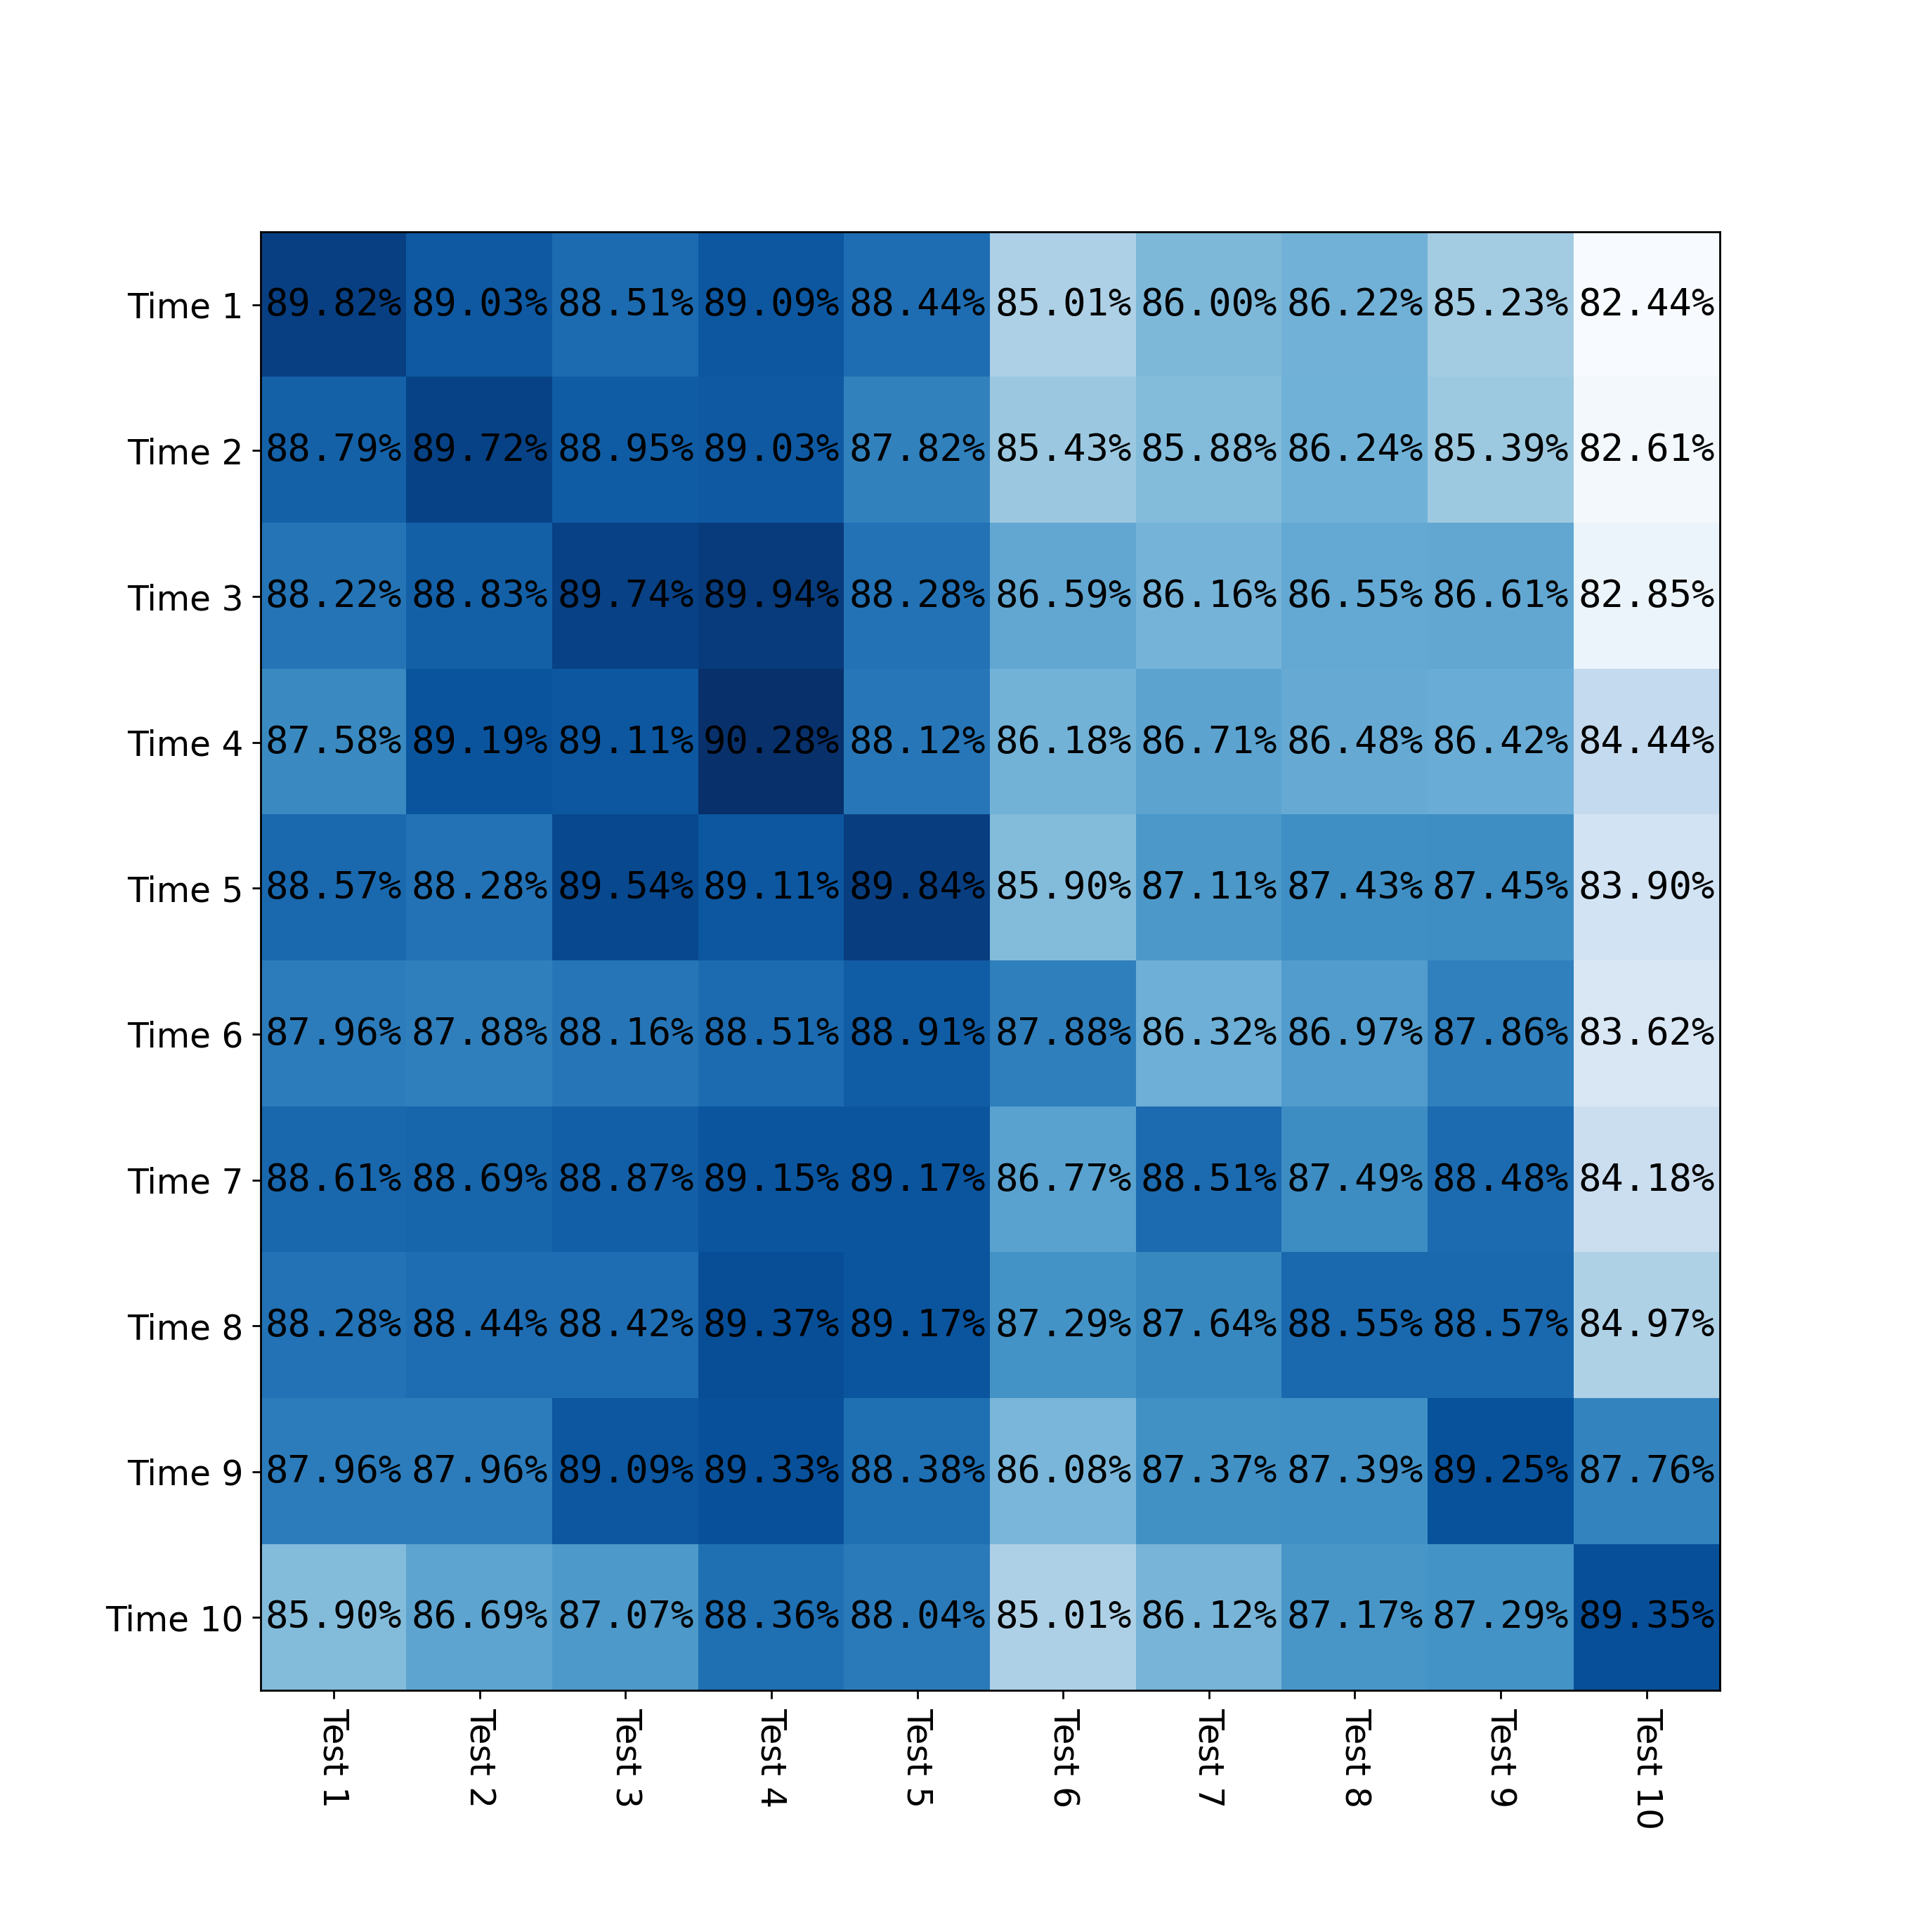 Time 1 89.82% 89.03% 88.51% 89.09% 88.44% 85.01% 86.00% 86.22% 85.23% 82.44%
Time 2 88.79% 89.72% 88.95% 89.03% 87.82% 85.43% 85.88% 86.24% 85.39% 82.61%
Time 3 88.22% 88.83% 89.74% 89.94% 88.28% 86.59% 86.16% 86.55% 86.61% 82.85%
Time 4 87.58% 89.19% 89.11% 90.28% 88.12% 86.18% 86.71% 86.48% 86.42% 84.44%
Time 5 88.57% 88.28% 89.54% 89.11% 89.84% 85.90% 87.11% 87.43% 87.45% 83.90%
Time 6 87.96% 87.88% 88.16% 88.51% 88.91% 87.88% 86.32% 86.97% 87.86% 83.62%
Time 7 88.61% 88.69% 88.87% 89.15% 89.17% 86.77% 88.51% 87.49% 88.48% 84.18%
Time 8 88.28% 88.44% 88.42% 89.37% 89.17% 87.29% 87.64% 88.55% 88.57% 84.97%
Time 9 87.96% 87.96% 89.09% 89.33% 88.38% 86.08% 87.37% 87.39% 89.25% 87.76%
Time 10 85.90% 86.69% 87.07% 88.36% 88.04% 85.01% 86.12% 87.17% 87.29% 89.35%
Test 1 Test 2 Test 3 Test 4 Test 5 Test 6 Test 7 Test 8 Test 9 Test 10